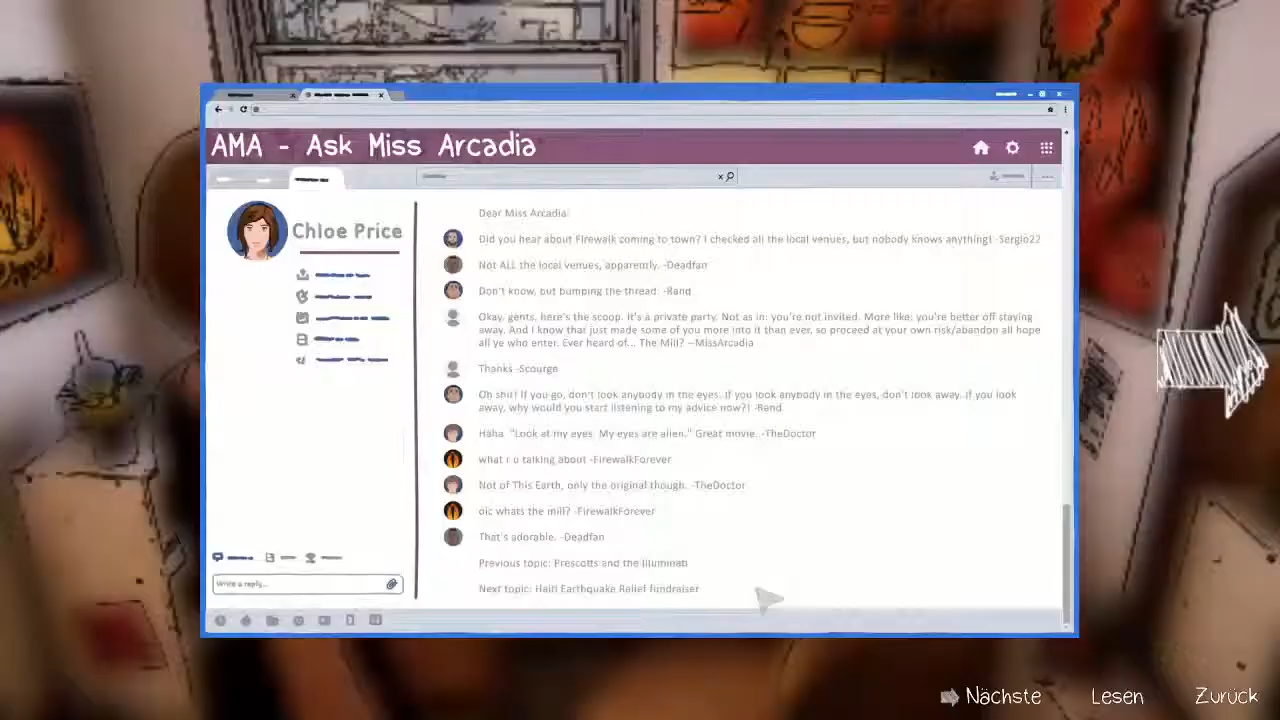 AMA - Ask Miss Arcadia
Chloe Price
Dear Miss Arcadia:
Did you hear about Firewalk coming to town? I checked all the local venues, but nobody knows anything! -Sergio22
Not ALL the local venues, apparently. -Deadfan
Don't know, but bumping the thread. -Rand
Okay, gents, here's the scoop. It's a private party. Not as in: you're not invited. More like: you're better off staying
away. And I know that just made some of you more into it than ever, so proceed at your own risk/abandon all hope
all ye who enter. Ever heard of... The Mill? --MissArcadia
Thanks -Scourge
Oh shit! If you go, don't look anybody in the eyes. If you look anybody in the eyes, don't look away. If you look
away, why would you start listening to my advice now?! -Rand
Haha. "Look at my eyes. My eyes are alien." Great movie. -TheDoctor
what r u talking about -FirewalkForever
Not of This Earth, only the original though. -TheDoctor
oic whats the mill? -FirewalkForever
That's adorable. -Deadfan
Previous topic: Prescotts and the Illuminati
Next topic: Haiti Earthquake Relief fundraiser
Write a reply...
Nächste Lesen Zurück